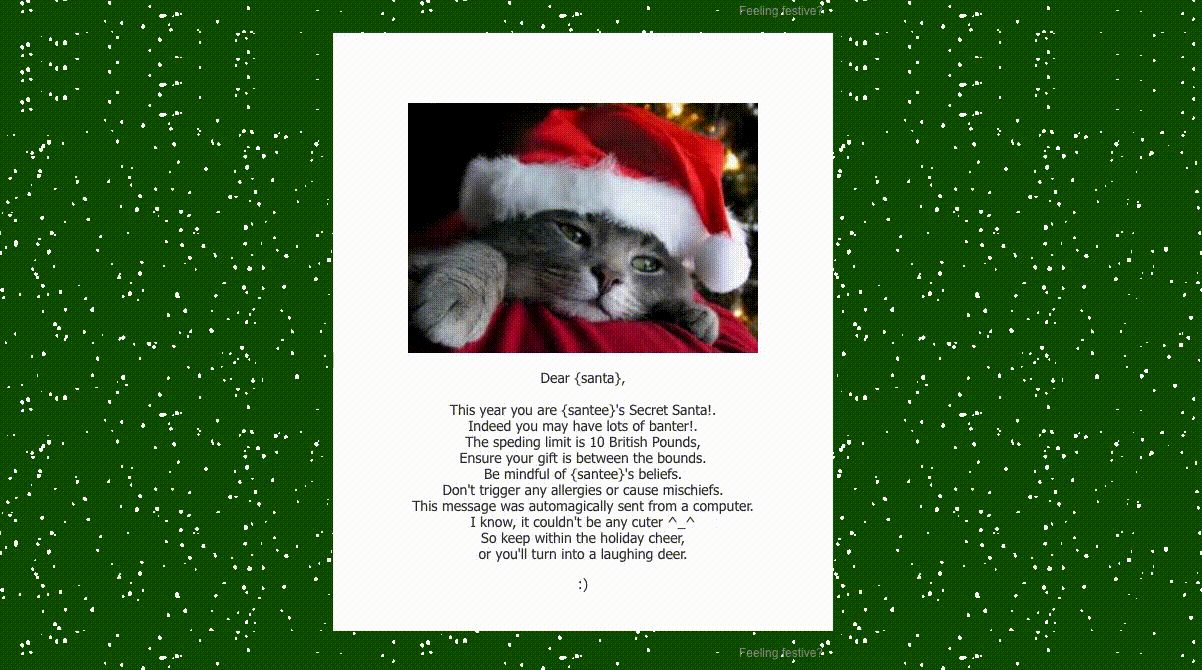 Feeling festive?
Dear {santa},
This year you are {santee}'s Secret Santa!.
Indeed you may have lots of banter!.
The speding limit is 10 British Pounds,
Ensure your gift is between the bounds.
Be mindful of {santee}'s beliefs.
Don't trigger any allergies or cause mischiefs.
This message was automagically sent from a computer.
I know, it couldn't be any cuter ^_^
So keep within the holiday cheer,
or you'll turn into a laughing deer.
:)
Feeling festive?